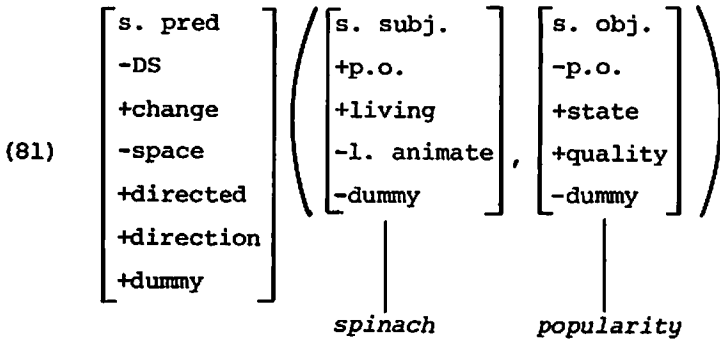 s. pred s. subj. s. obj.
-DS +p.o. -p.o.
+change +living +state
(81) -space -l. animate , +quality
+directed -dummy -dummy
+direction
+dummy
spinach popularity